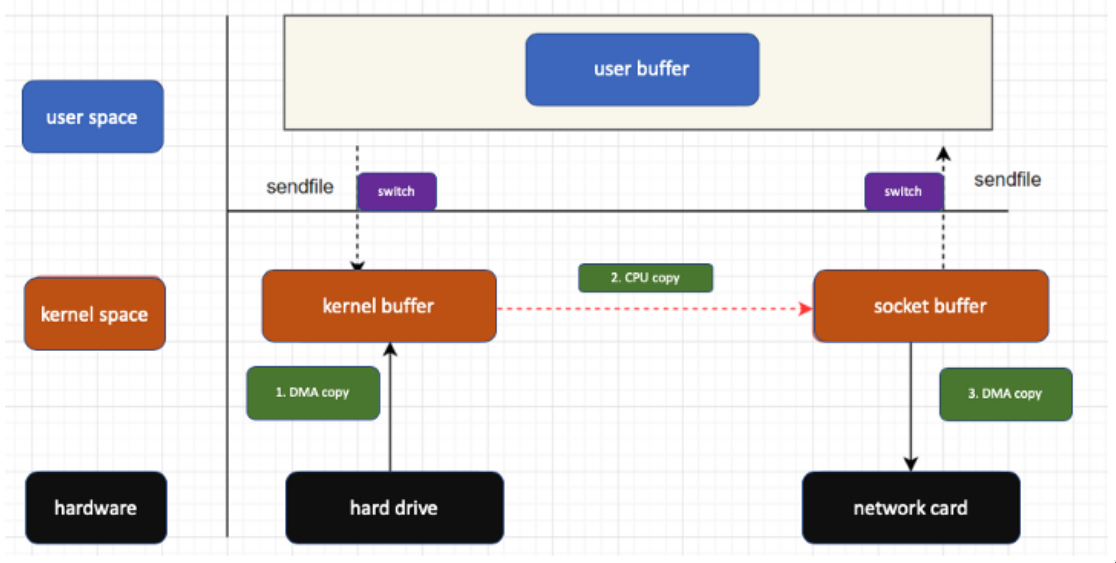 user buffer
user space
sendfile
switch
switch
sendfile
2. CPU copy
kernel space
kernel buffer
socket buffer
1. DMA copy
3. DMA copy
hardware
hard drive
network card